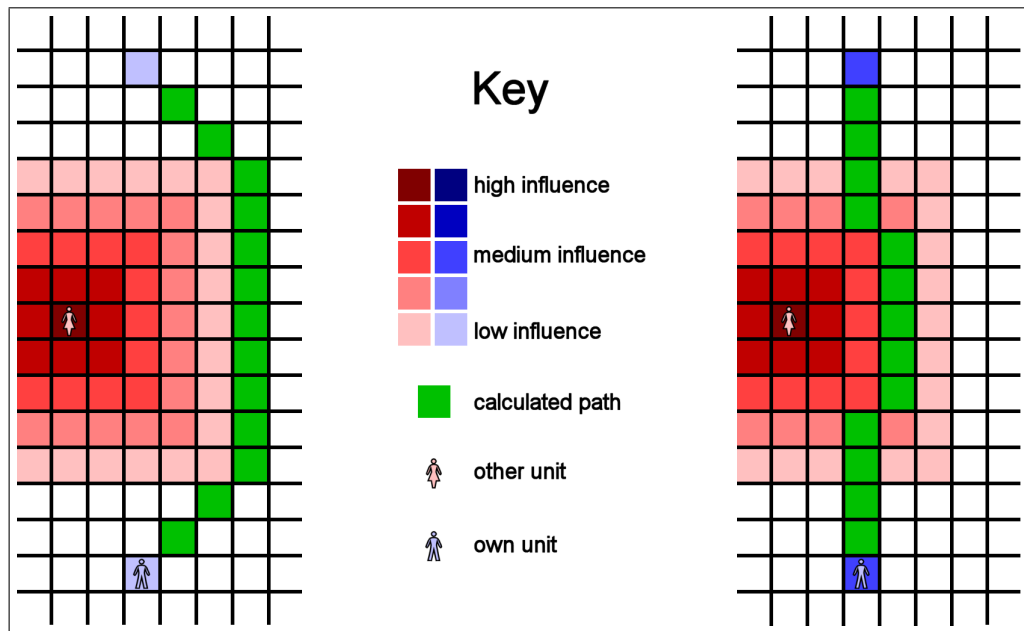 Key
high influence
medium influence
low influence
calculated path
other unit
own unit